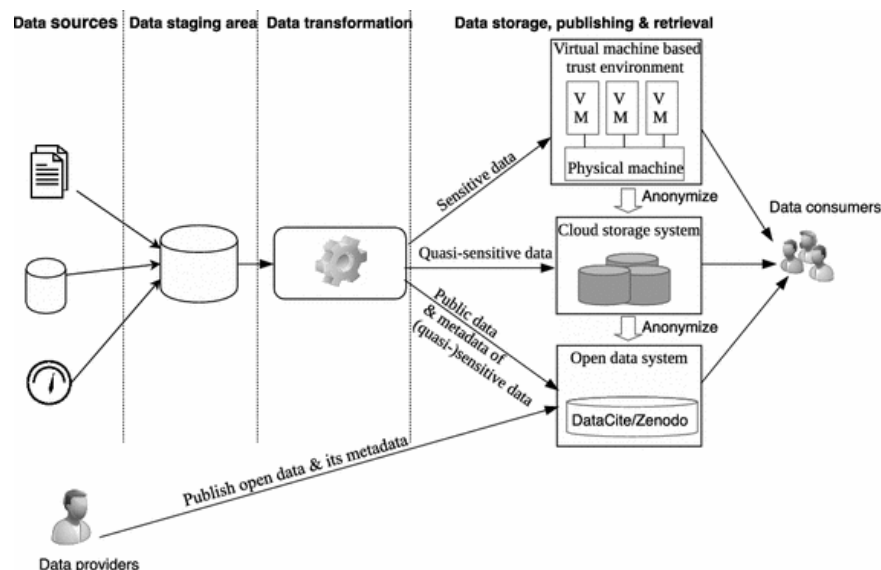 Data sources
Data staging area
Data transformation
Data storage, publishing & retrieval
Virtual machine based
trust environment
V
M
V
M
V
M
Physical machine
Sensitive data
Anonymize
Data consumers
Cloud storage system
Quasi-sensitive data
Public data
& metadata of
(quasi-)sensitive data
Anonymize
Open data system
DataCite/Zenodo
Publish open data & its metadata
Data providers